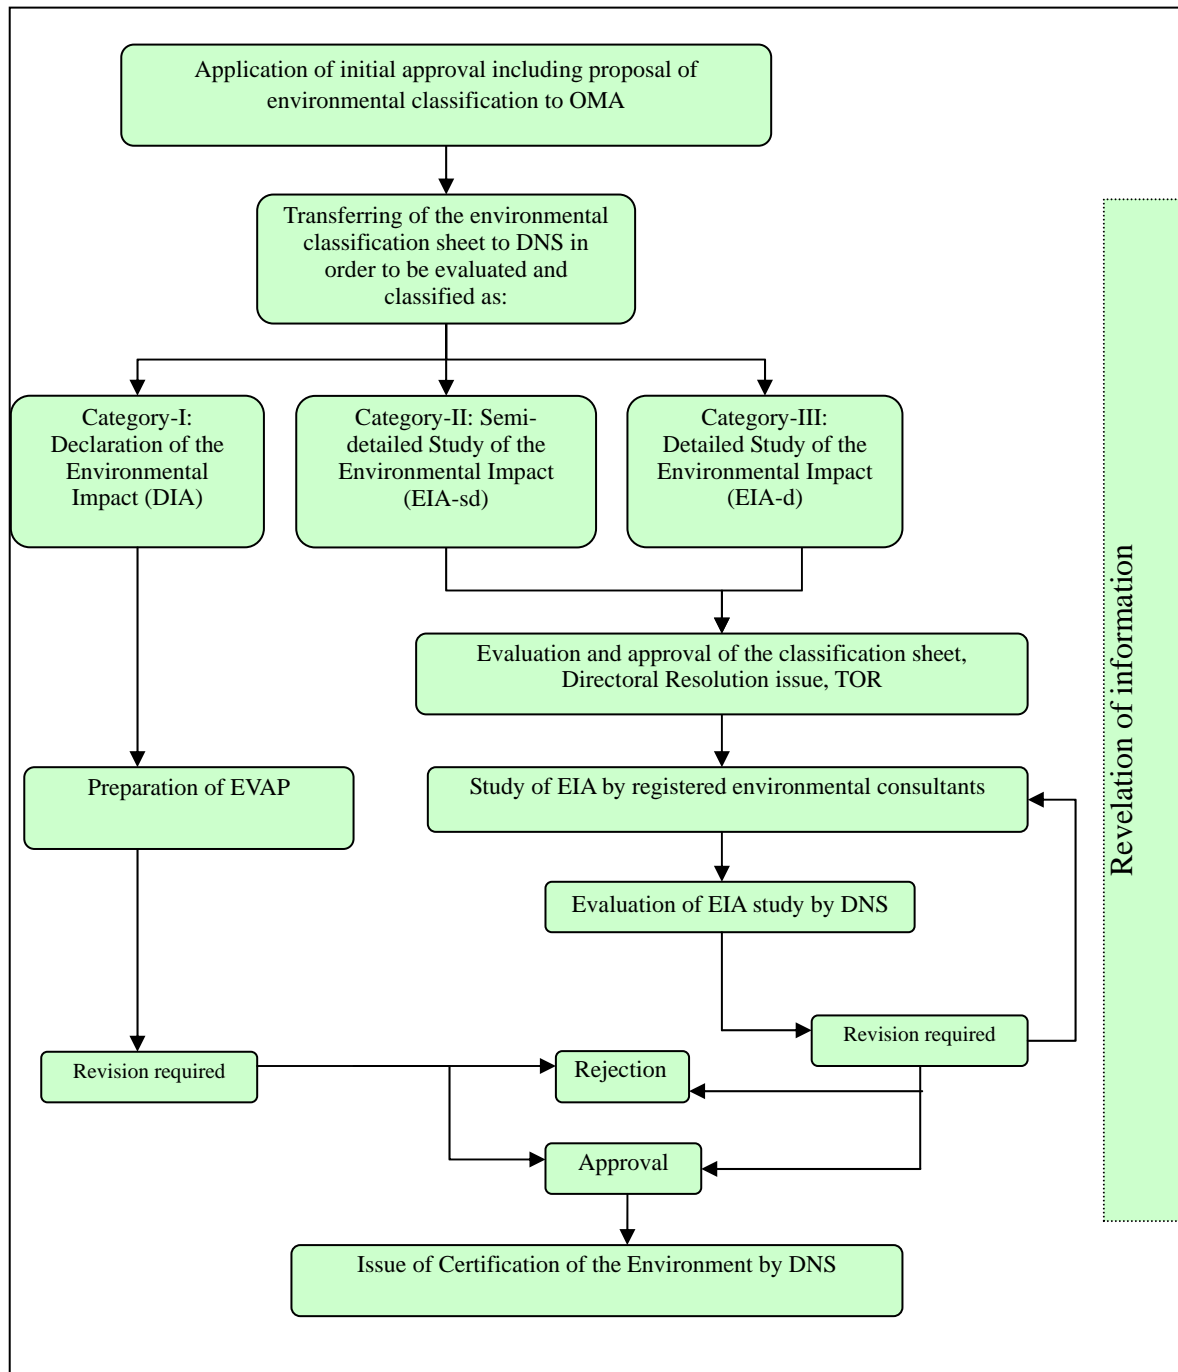 Application of initial approval including proposal of
environmental classification to OMA
Transferring of the environmental
classification sheet to DNS in
order to be evaluated and
classified as:
Category-I:
Declaration of the
Environmental
Impact (DIA)
Category-II: Semi-
detailed Study of the
Environmental Impact
(EIA-sd)
Category-III:
Detailed Study of the
Environmental Impact
(EIA-d)
Revelation of information
Evaluation and approval of the classification sheet,
Directoral Resolution issue, TOR
Preparation of EVAP
Study of EIA by registered environmental consultants
Evaluation of EIA study by DNS
Revision required
Revision required
Rejection
Approval
Issue of Certification of the Environment by DNS